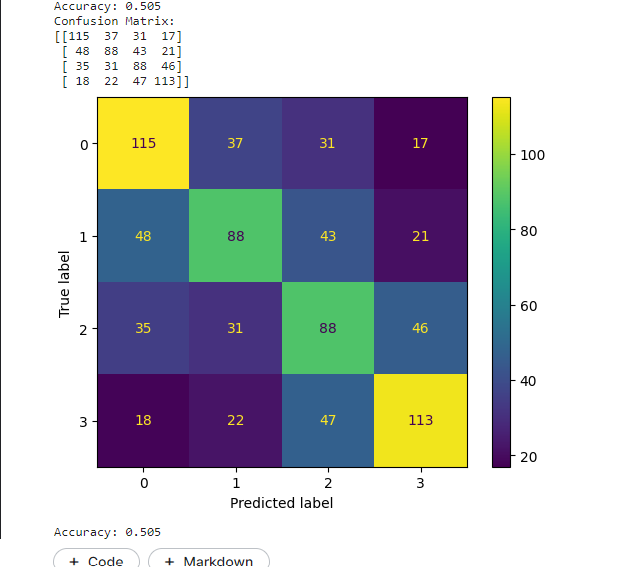 Accuracy: 0.505
Confusion Matrix:
[[115  37  31  17]
 [ 48  88  43  21]
 [ 35  31  88  46]
 [ 18  22  47 113]]
0 115 37 31 17
100
1 48 88 43 21
80
60
2 35 31 88 46
40
3 18 22 47 113
20
0 1 2 3
True label
Predicted label
Accuracy: 0.505
+ Code + Markdown